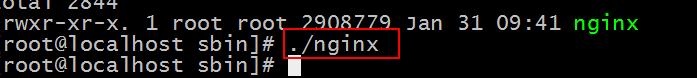 total 2844
-rwxr-xr-x. 1 root root 2908779 Jan 31 09:41 nginx
[root@localhost sbin]# ./nginx
[root@localhost sbin]#